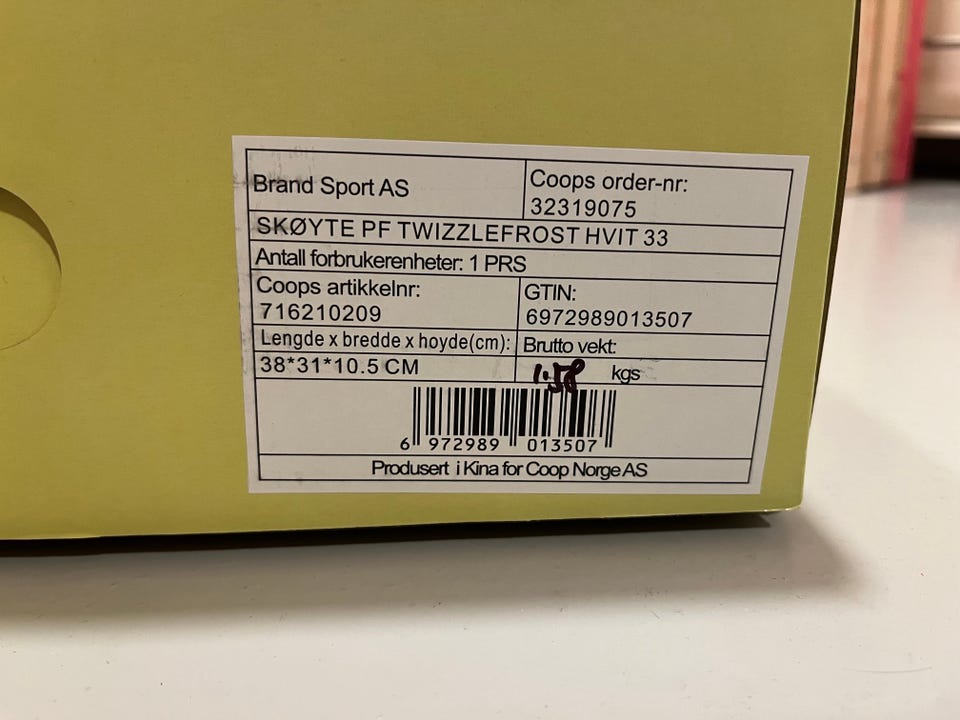 Brand Sport AS
Coops order-nr:
32319075
SKØYTE PF TWIZZLEFROST HVIT 33
Antall forbrukerenheter: 1 PRS
Coops artikkelnr:
716210209
GTIN:
6972989013507
Lengde x bredde x hoyde(cm):
38*31*10.5 CM
Brutto vekt:
1.58 kgs
6 972989 013507
Produsert i Kina for Coop Norge AS